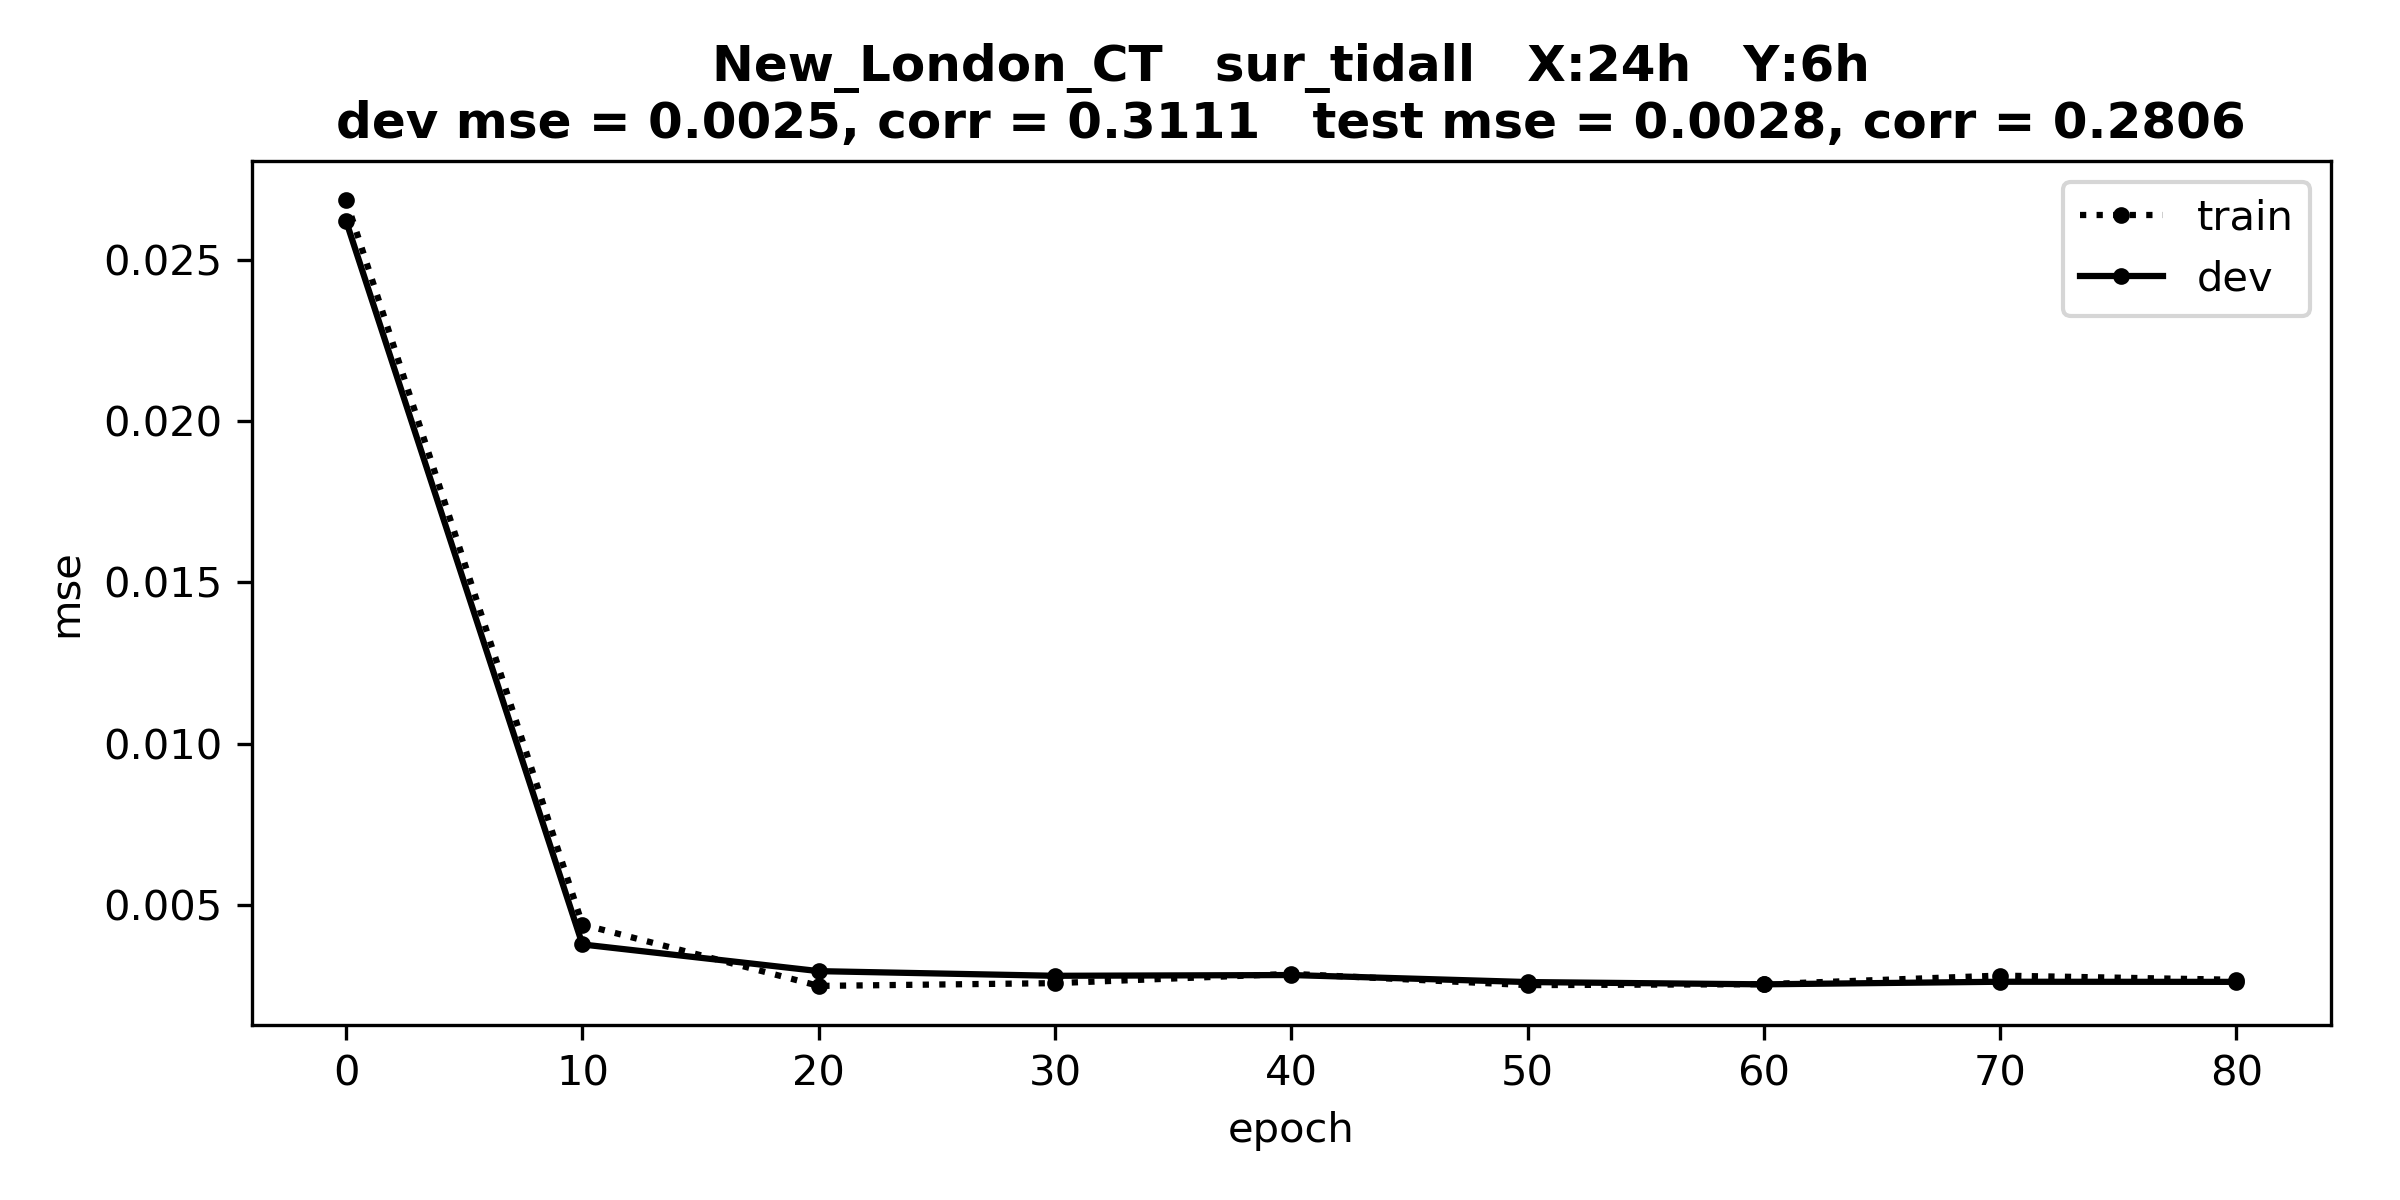 New_London_CT   sur_tidall   X:24h   Y:6h
dev mse = 0.0025, corr = 0.3111   test mse = 0.0028, corr = 0.2806
train
dev
0.025
0.020
0.015
0.010
0.005
mse
0 10 20 30 40 50 60 70 80
epoch